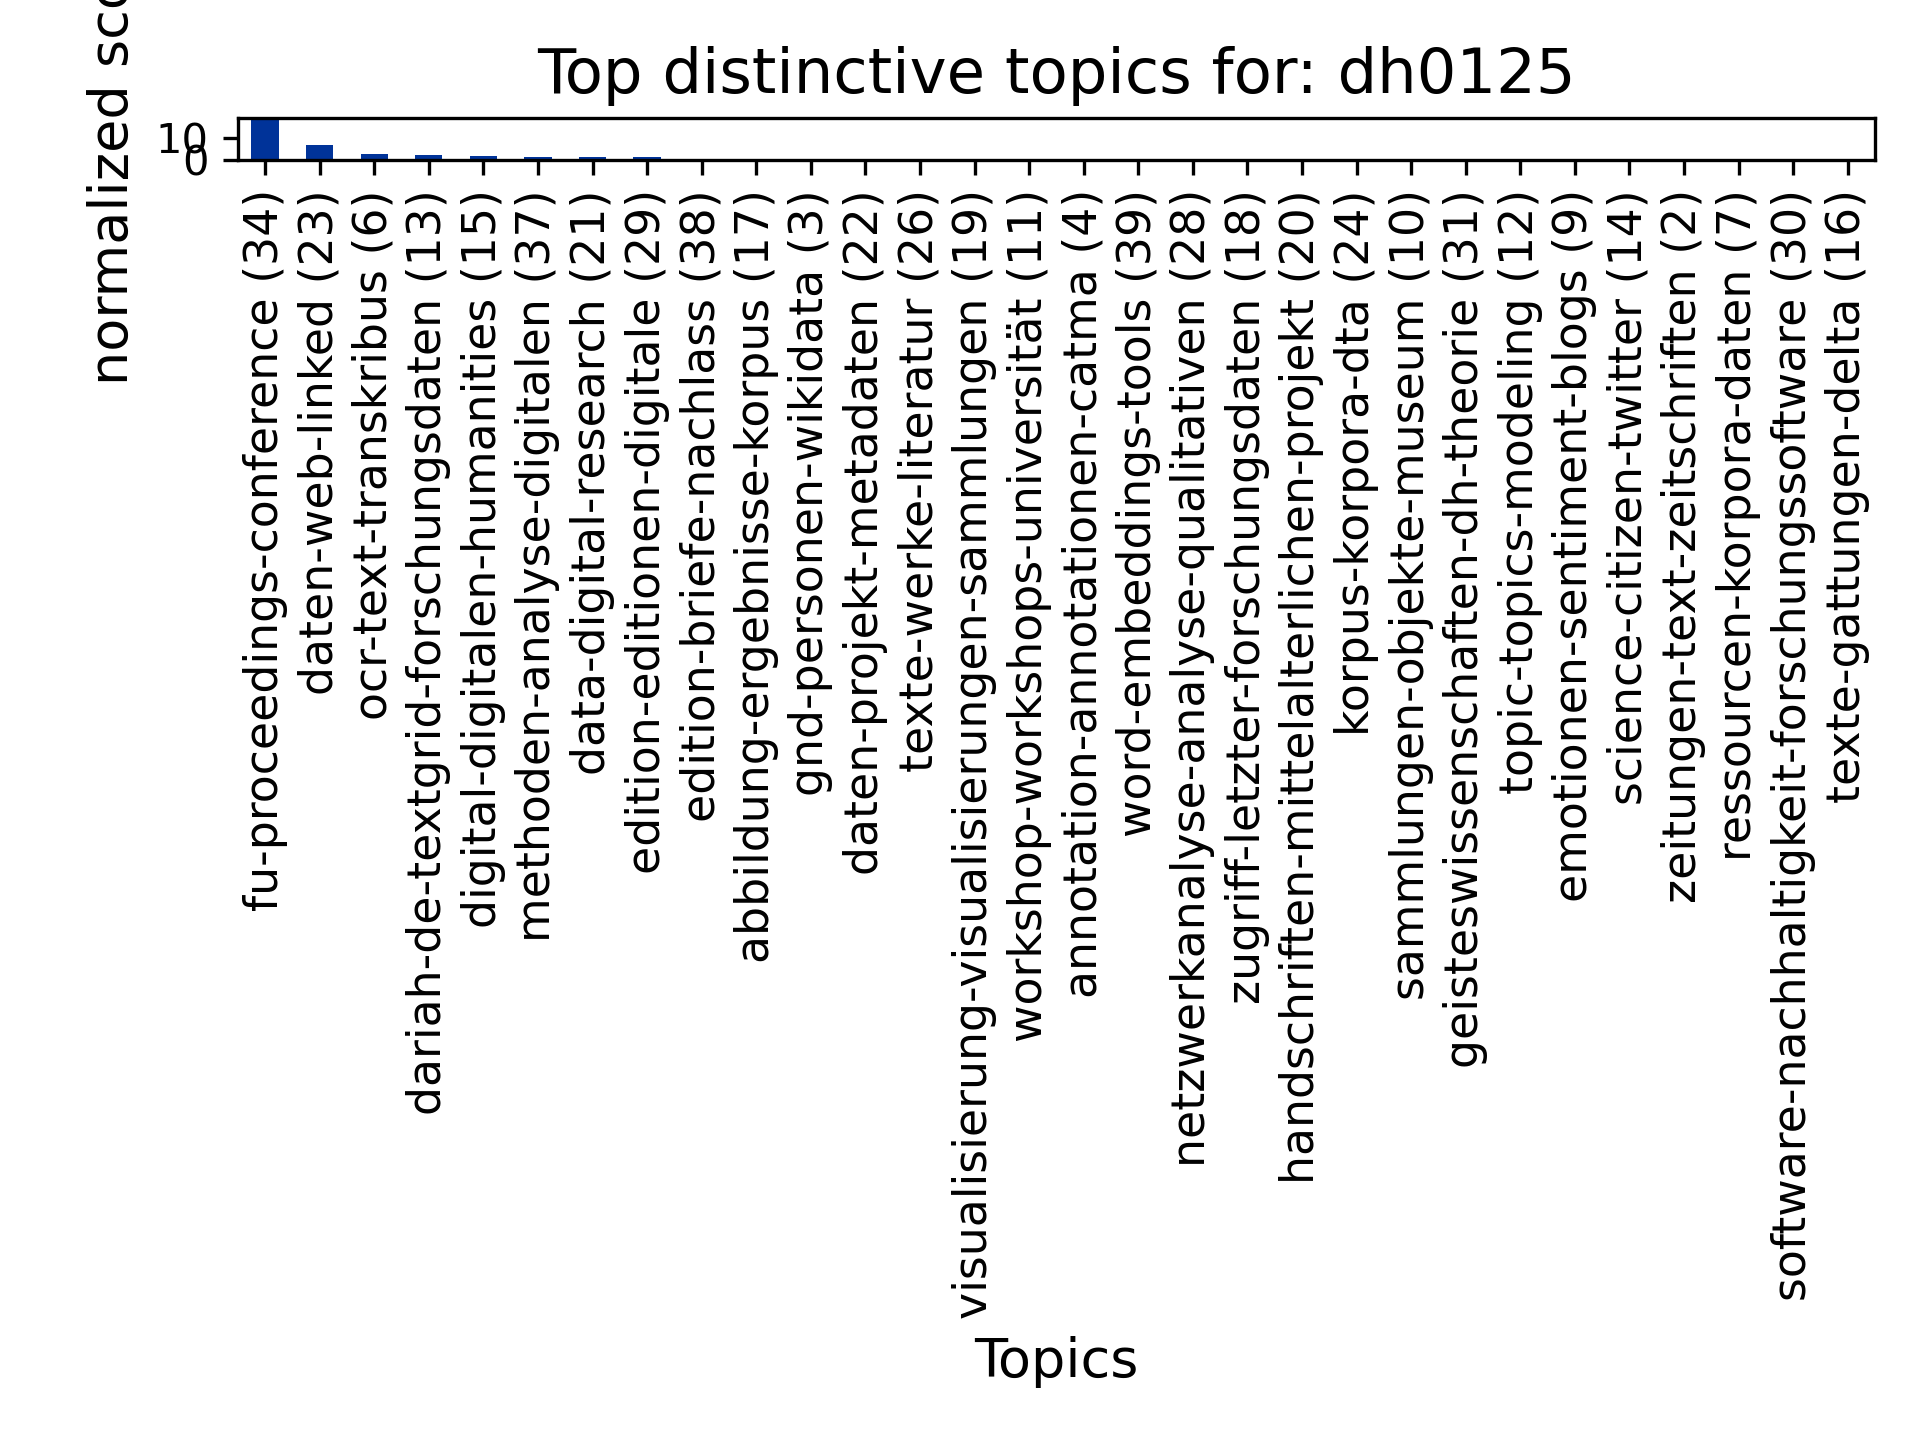 Top distinctive topics for: dh0125
normalized sco
10
0
fu-proceedings-conference (34)
daten-web-linked (23)
ocr-text-transkribus (6)
dariah-de-textgrid-forschungsdaten (13)
digital-digitalen-humanities (15)
methoden-analyse-digitalen (37)
data-digital-research (21)
edition-editionen-digitale (29)
edition-briefe-nachlass (38)
abbildung-ergebnisse-korpus (17)
gnd-personen-wikidata (3)
daten-projekt-metadaten (22)
texte-werke-literatur (26)
visualisierung-visualisierungen-sammlungen (19)
workshop-workshops-universität (11)
annotation-annotationen-catma (4)
word-embeddings-tools (39)
netzwerkanalyse-analyse-qualitativen (28)
zugriff-letzter-forschungsdaten (18)
handschriften-mittelalterlichen-projekt (20)
korpus-korpora-dta (24)
sammlungen-objekte-museum (10)
geisteswissenschaften-dh-theorie (31)
topic-topics-modeling (12)
emotionen-sentiment-blogs (9)
science-citizen-twitter (14)
zeitungen-text-zeitschriften (2)
ressourcen-korpora-daten (7)
software-nachhaltigkeit-forschungssoftware (30)
texte-gattungen-delta (16)
Topics